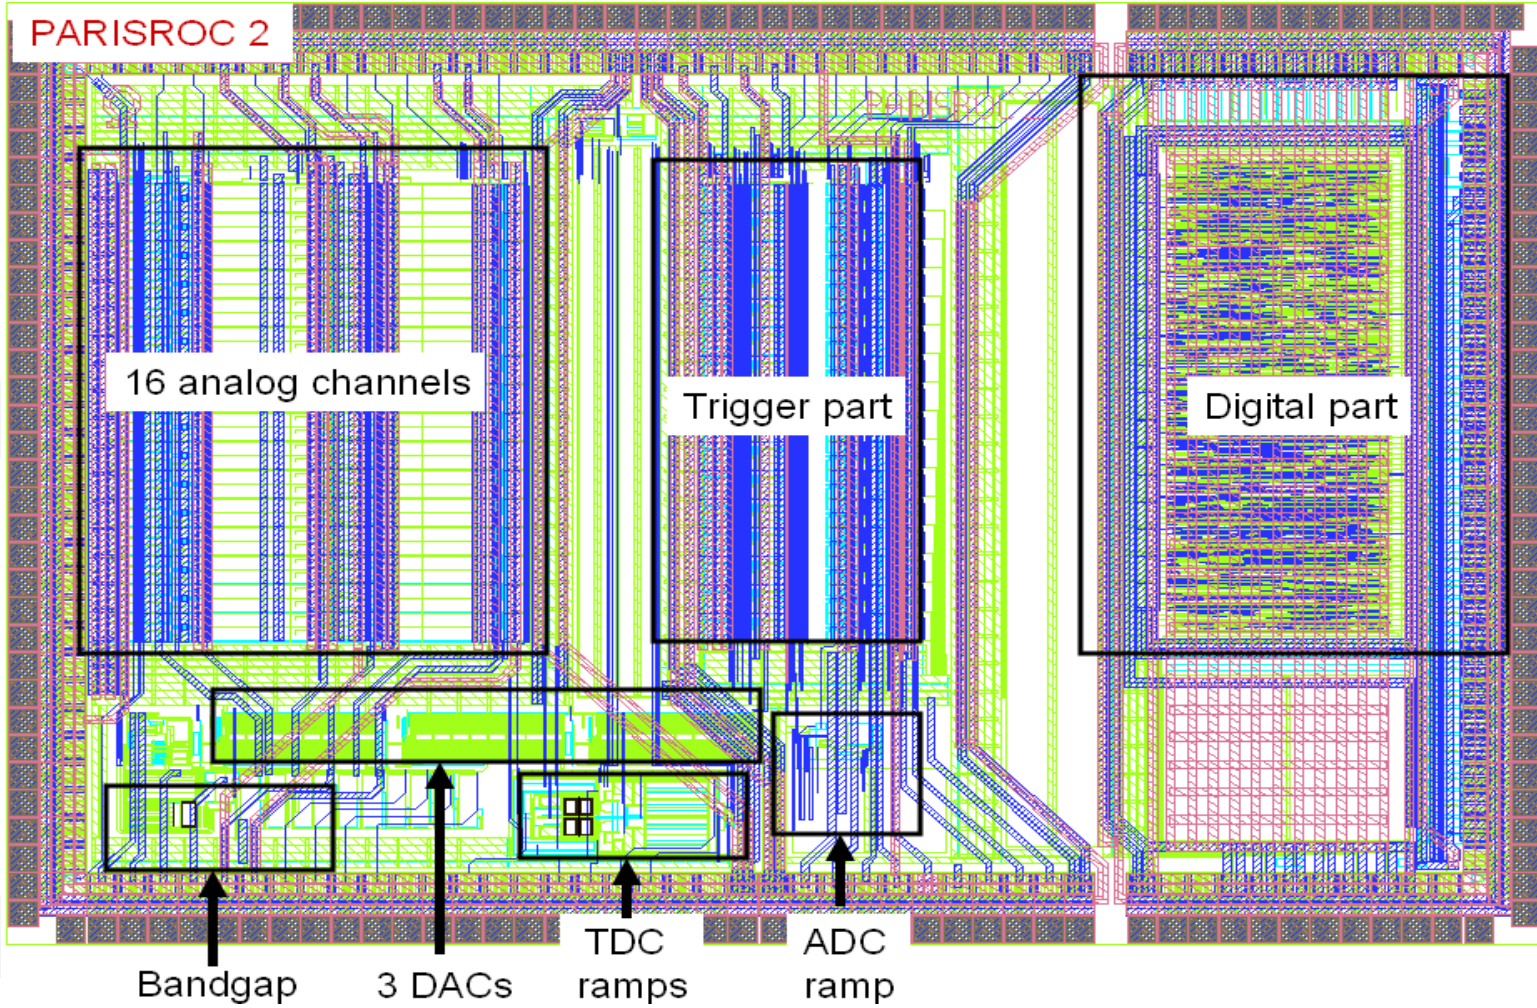 PARISROC 2
16 analog channels
Trigger part
Digital part
Bandgap
3 DACs
TDC
ramps
ADC
ramp